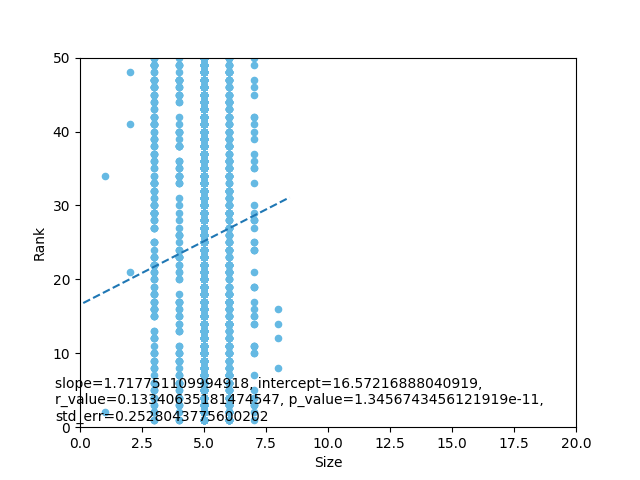 50
40
30
20
10
0
Rank
slope=1.717751109994918, intercept=16.57216888040919,
r_value=0.13340635181474547, p_value=1.3456743456121919e-11,
std_err=0.2528043775600202
0.0 2.5 5.0 7.5 10.0 12.5 15.0 17.5 20.0
Size